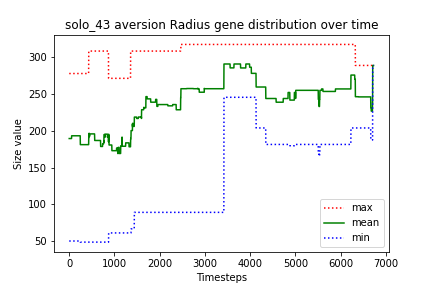 solo_43 aversion Radius gene distribution over time
Size value
300
250
200
150
100
50
max
mean
min
0
1000
2000
3000
4000
5000
6000
7000
Timesteps